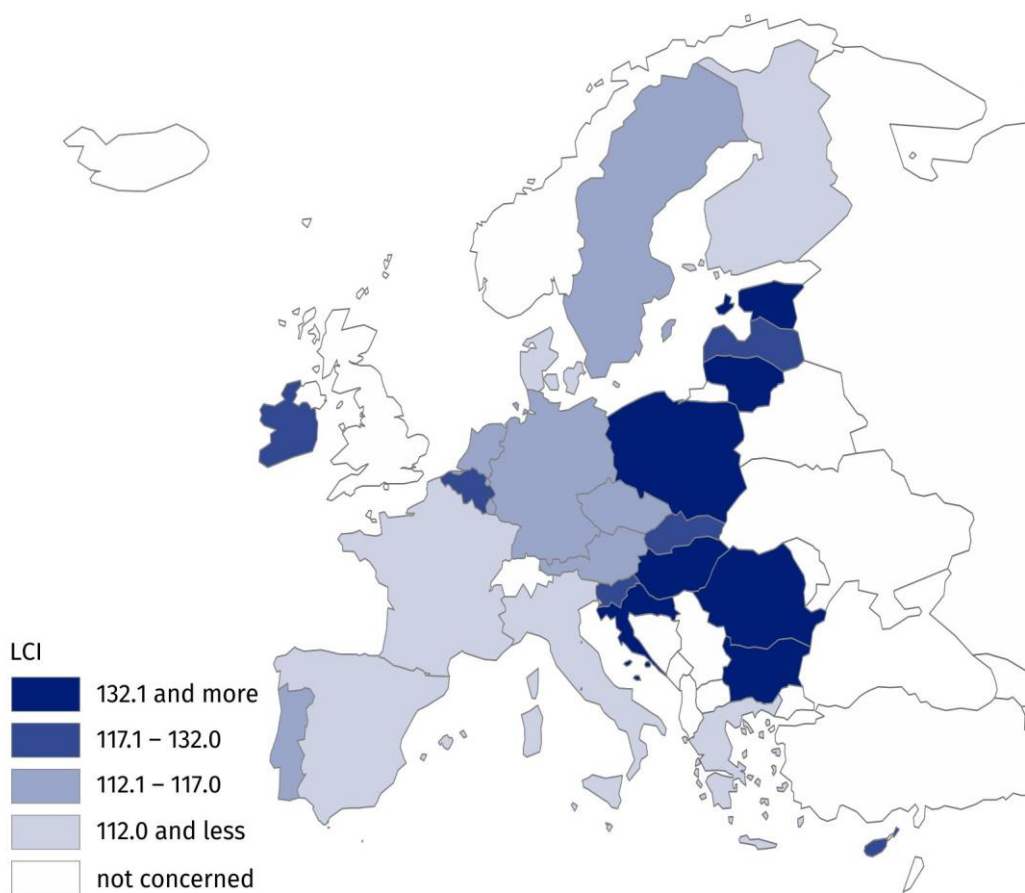 LCI
132.1 and more
117.1 – 132.0
112.1 – 117.0
112.0 and less
not concerned